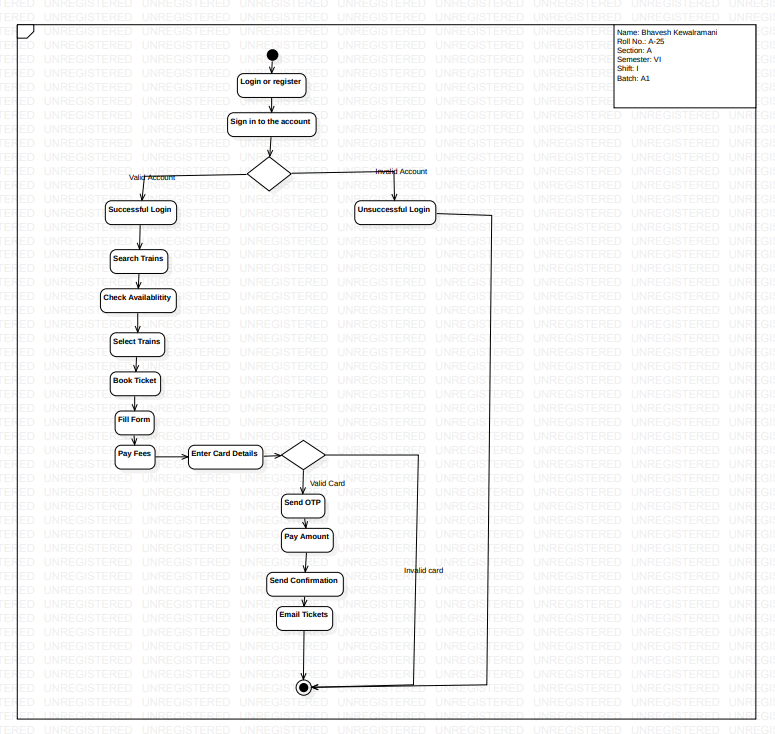 Name: Bhavesh Kewalramani
Roll No.: A-25
Section: A
Semester: VI
Shift: I
Batch: A1
Login or register
Sign in to the account
Valid Account
Invalid Account
Successful Login
Unsuccessful Login
Search Trains
Check Availablitity
Select Trains
Book Ticket
Fill Form
Pay Fees
Enter Card Details
Valid Card
Send OTP
Pay Amount
Invalid card
Send Confirmation
Email Tickets
UNREGISTERED